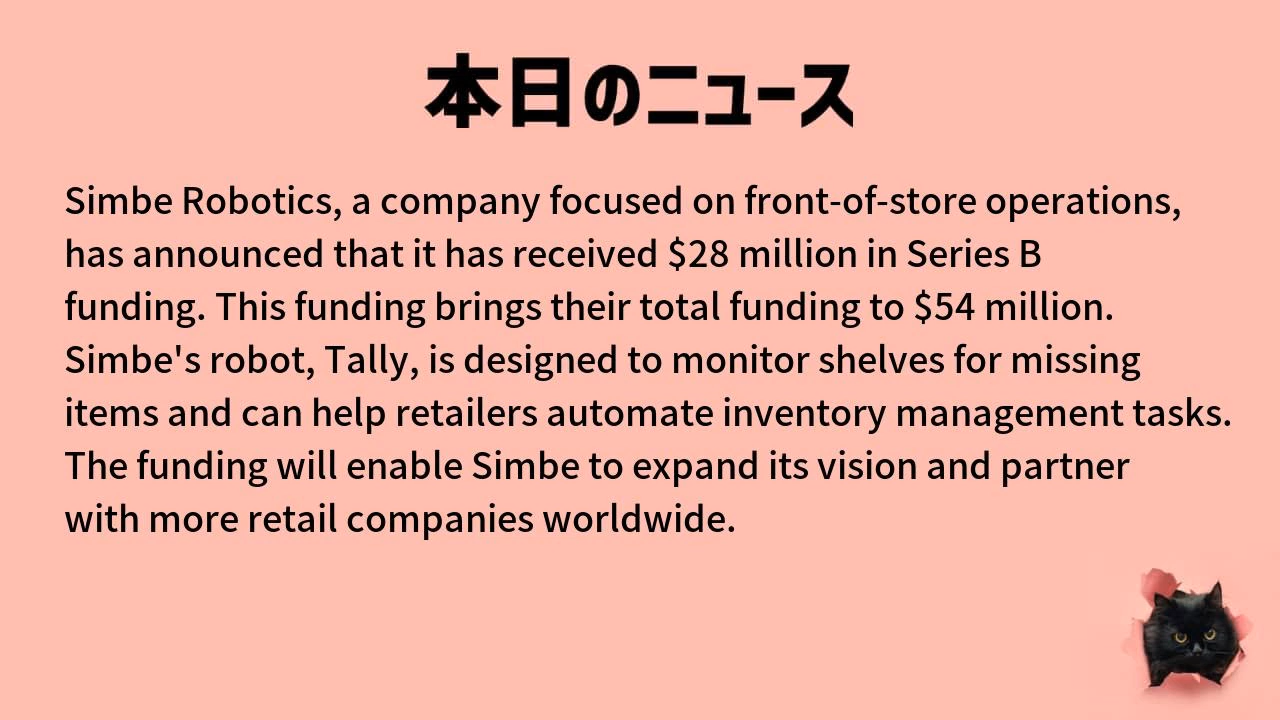 本日のニュース
Simbe Robotics, a company focused on front-of-store operations,
has announced that it has received $28 million in Series B
funding. This funding brings their total funding to $54 million.
Simbe's robot, Tally, is designed to monitor shelves for missing
items and can help retailers automate inventory management tasks.
The funding will enable Simbe to expand its vision and partner
with more retail companies worldwide.